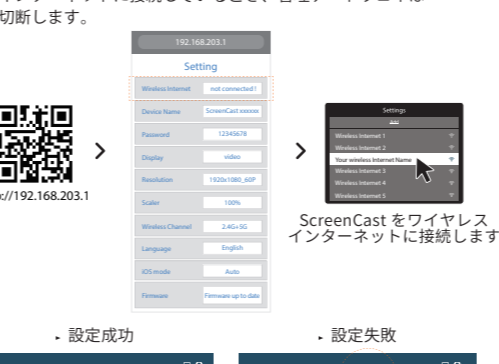 切断します。
192.168.203.1
Setting
Wireless Internet not connected !
Device Name ScreenCast xxxxxx
Password 12345678
Display video
Resolution 1920x1080_60P
Scaler 100%
Wireless Channel 2.4G+5G
Language English
iOS mode Auto
Firmware Firmware up to date
://192.168.203.1
Settings
Wireless Internet 1
Wireless Internet 2
Your wireless Internet Name
Wireless Internet 3
Wireless Internet 4
Wireless Internet 5
ScreenCast をワイヤレス
インターネットに接続します
設定成功
設定失敗